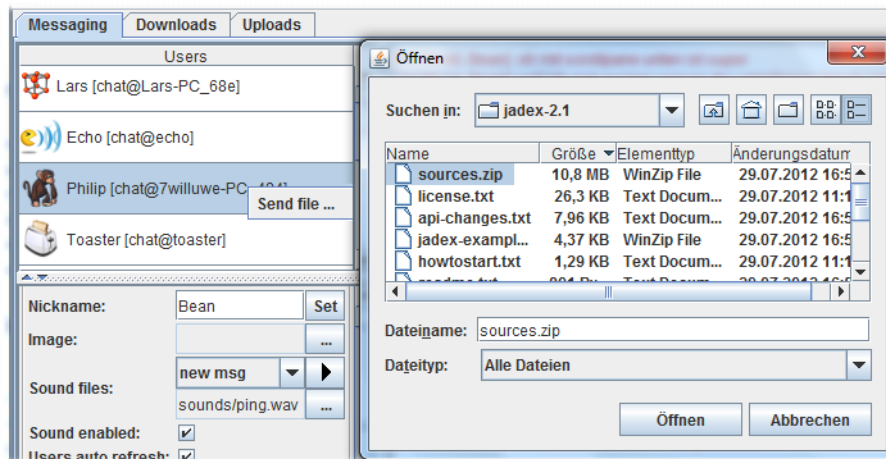 Messaging Downloads Uploads
Users
Lars [chat@Lars-PC_68e]
Echo [chat@echo]
Philip [chat@7willuwe-PC
Send file ...
Toaster [chat@toaster]
Nickname: Bean Set
Image: ...
Sound files: new msg
sounds/ping.wav ...
Sound enabled:
Users auto refresh:
Öffnen
Suchen in: jadex-2.1
Name Größe Elementtyp Änderungsdatum
sources.zip 10,8 MB WinZip File 29.07.2012 16:5
license.txt 26,3 KB Text Docum... 29.07.2012 11:1
api-changes.txt 7,96 KB Text Docum... 29.07.2012 16:5
jadex-exampl... 4,37 KB WinZip File 29.07.2012 16:5
howtostart.txt 1,29 KB Text Docum... 29.07.2012 11:1
Dateiname: sources.zip
Dateityp: Alle Dateien
Öffnen Abbrechen